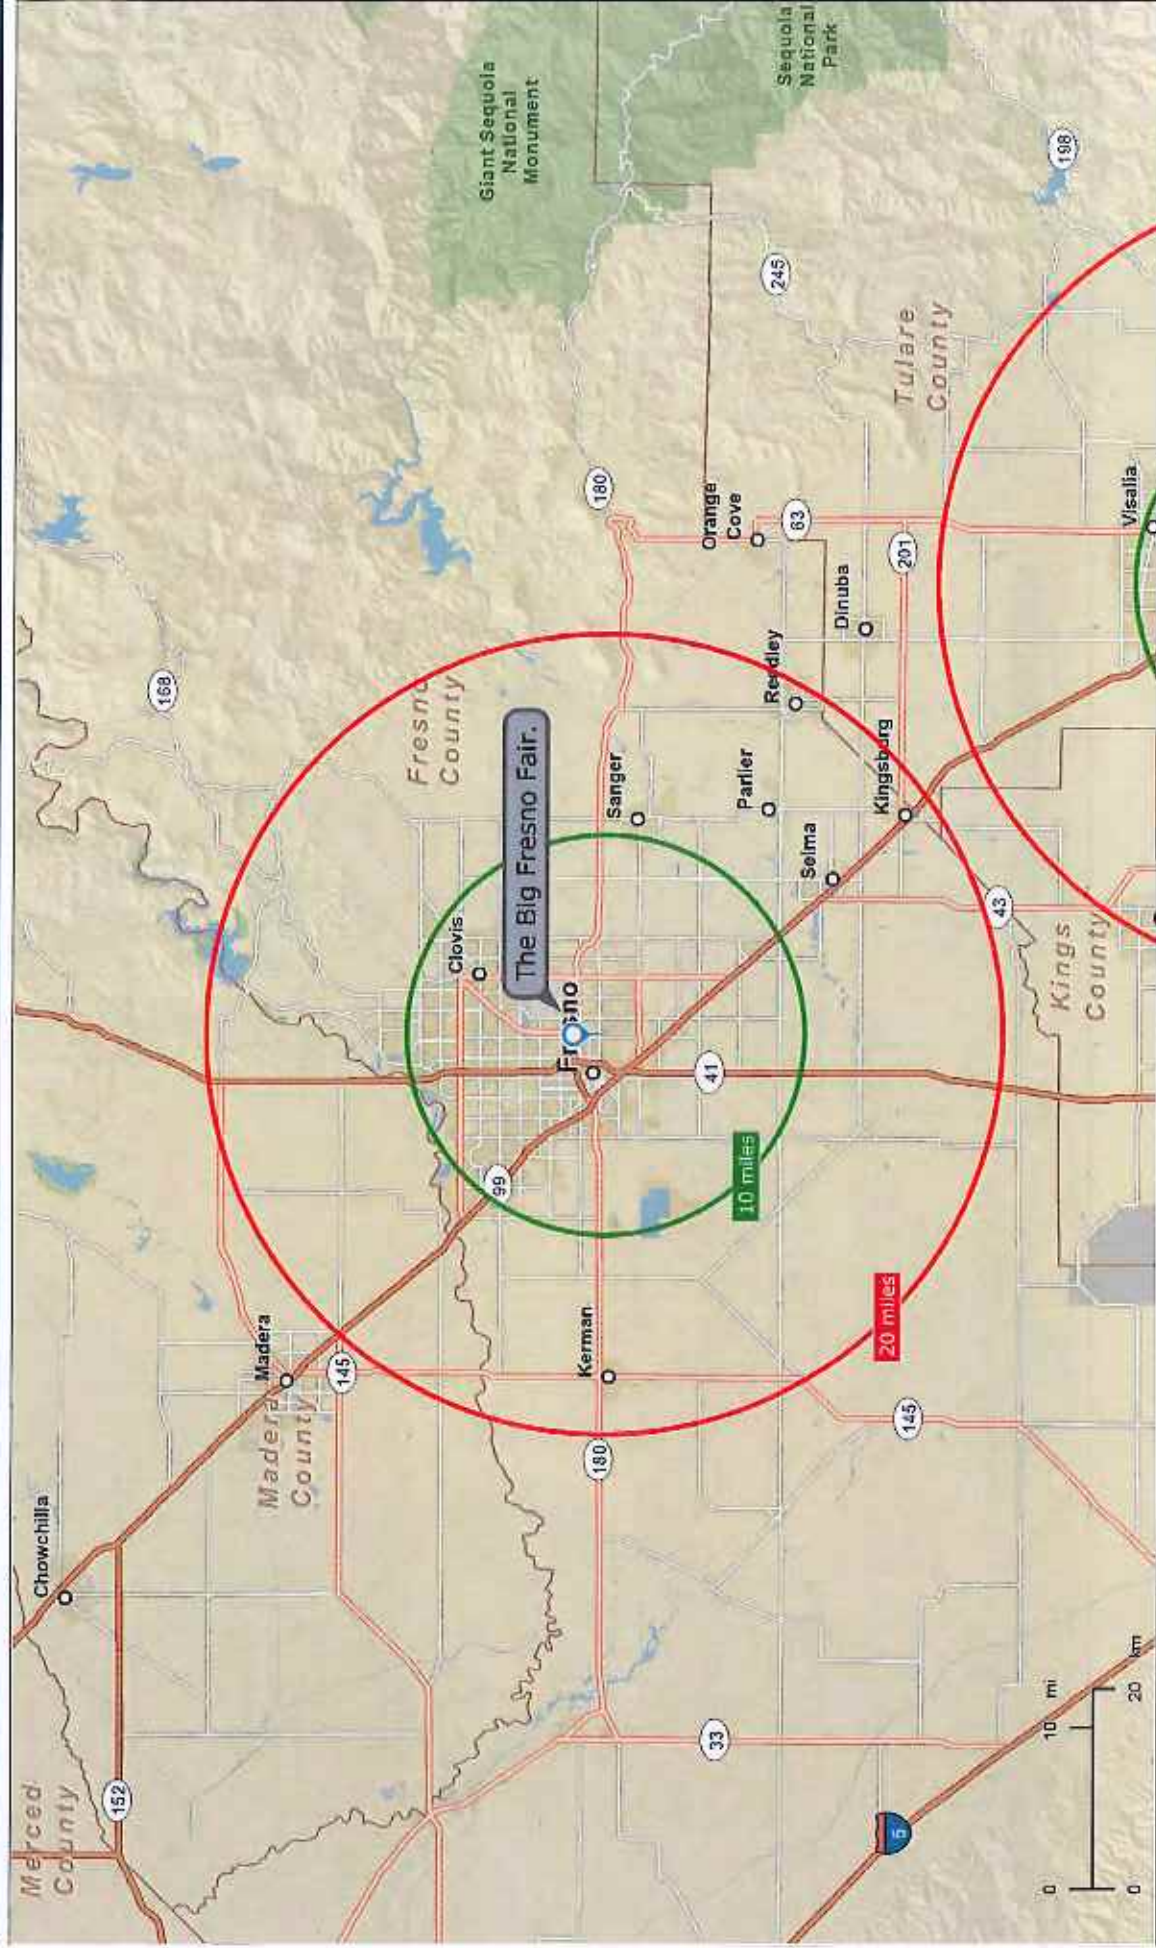 Merced
County
Chowchilla
152
168
Madera
Madera
County
145
Fresno
County
Clovis
Giant Sequoia
National
Monument
99
The Big Fresno Fair.
Fresno
Kerman
180
180
Sanger
33
41
Orange
Cove
10 miles
Parlier
Reedley
245
Sequoia
National
Park
63
Selma
Dinuba
Kingsburg
20 miles
5
145
201
Tulare
County
43
Kings
County
198
0 10 mi
Visalia
0 20 km